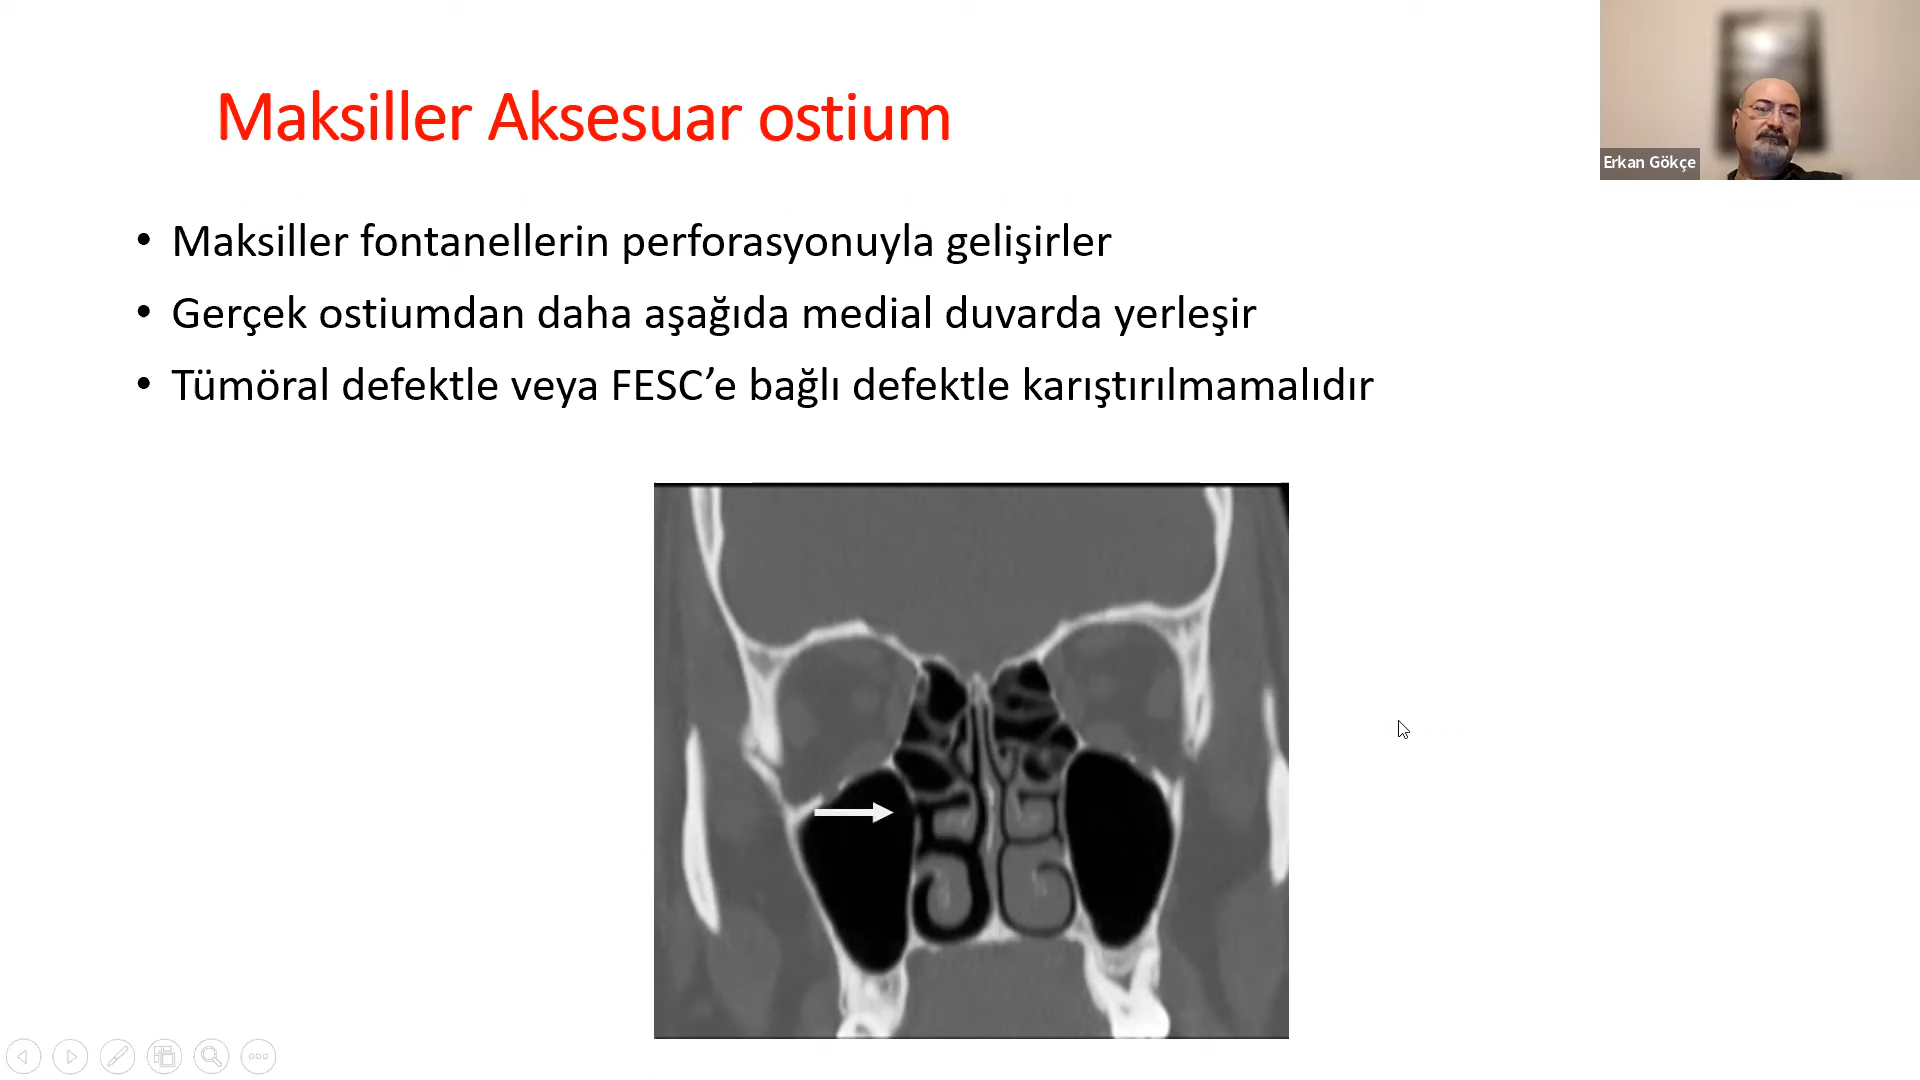 Maksiller Aksesuar ostium
Erkan Gökçe
• Maksiller fontanellerin perforasyonuyla gelişirler
• Gerçek ostiumdan daha aşağıda medial duvarda yerleşir
• Tümöral defektle veya FESC’e bağlı defektle karıştırılmamalıdır